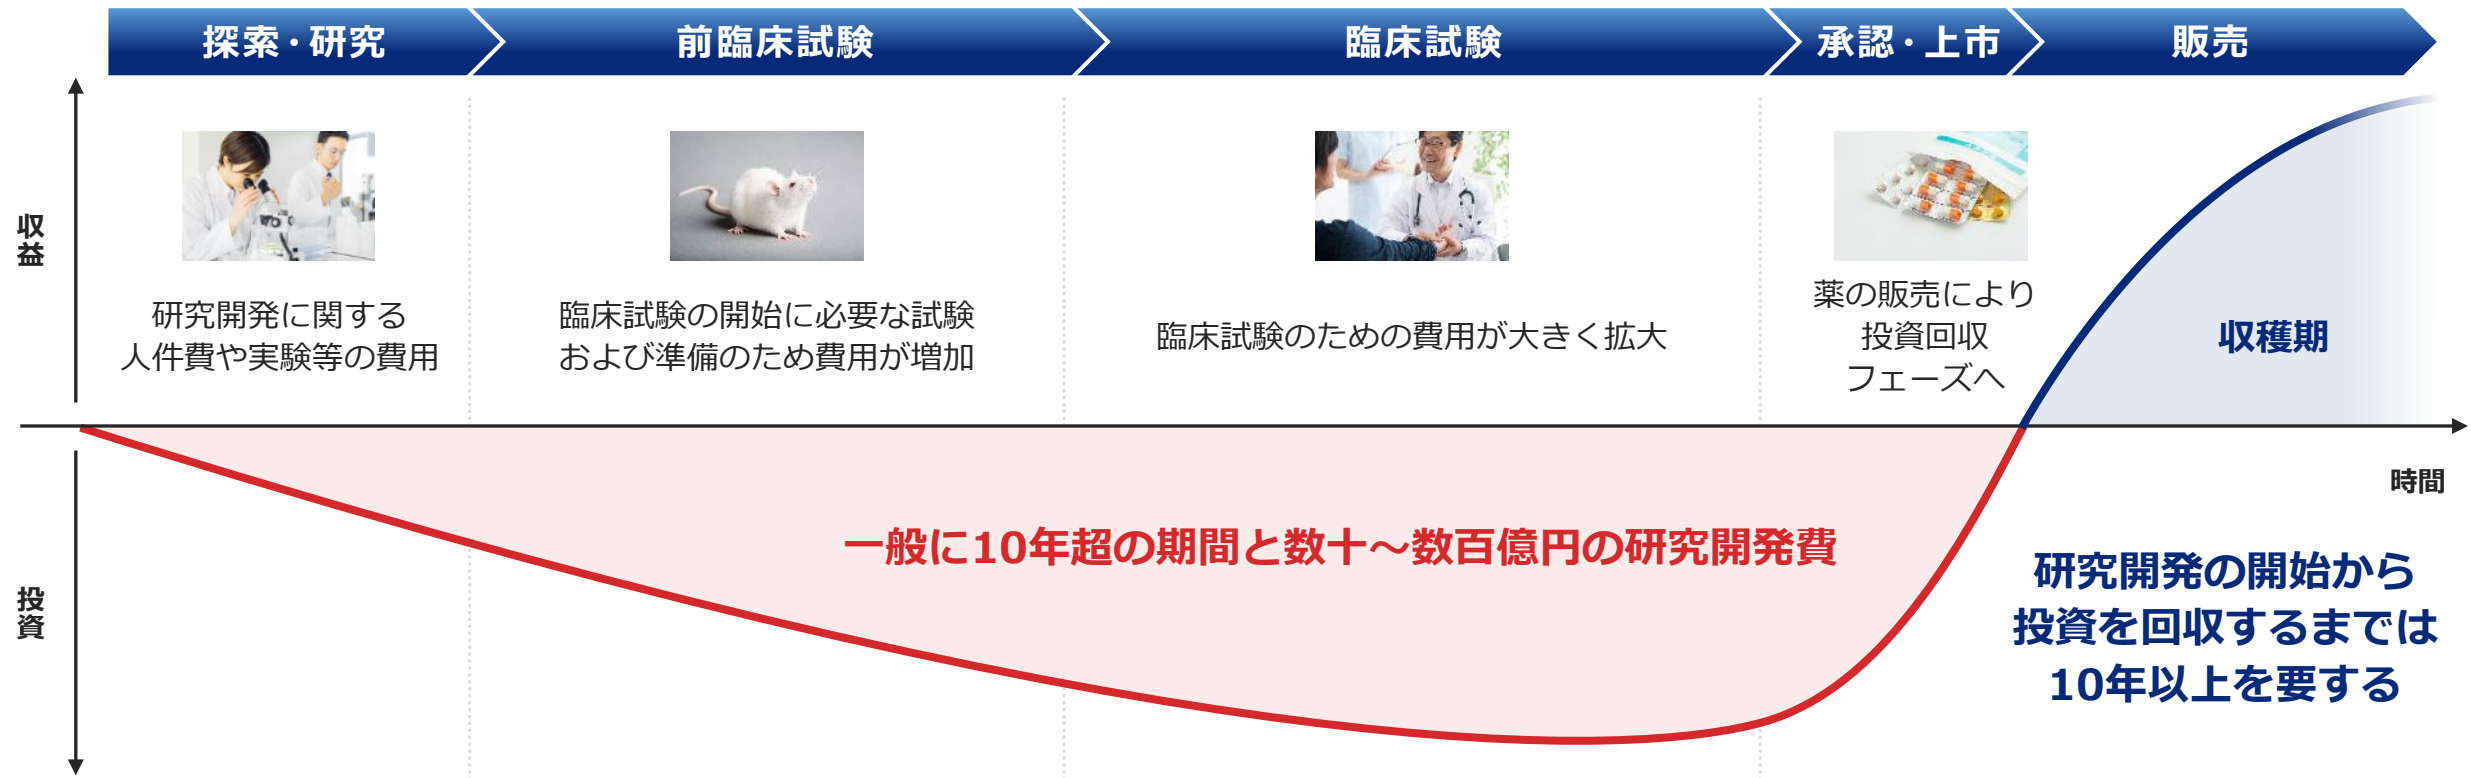 探索・研究
前臨床試験
臨床試験
承認・上市
販売
収益
研究開発に関する
人件費や実験等の費用
臨床試験の開始に必要な試験
および準備のため費用が増加
臨床試験のための費用が大きく拡大
薬の販売により
投資回収
フェーズへ
収穫期
時間
投資
一般に10年超の期間と数十～数百億円の研究開発費
研究開発の開始から
投資を回収するまでは
10年以上を要する